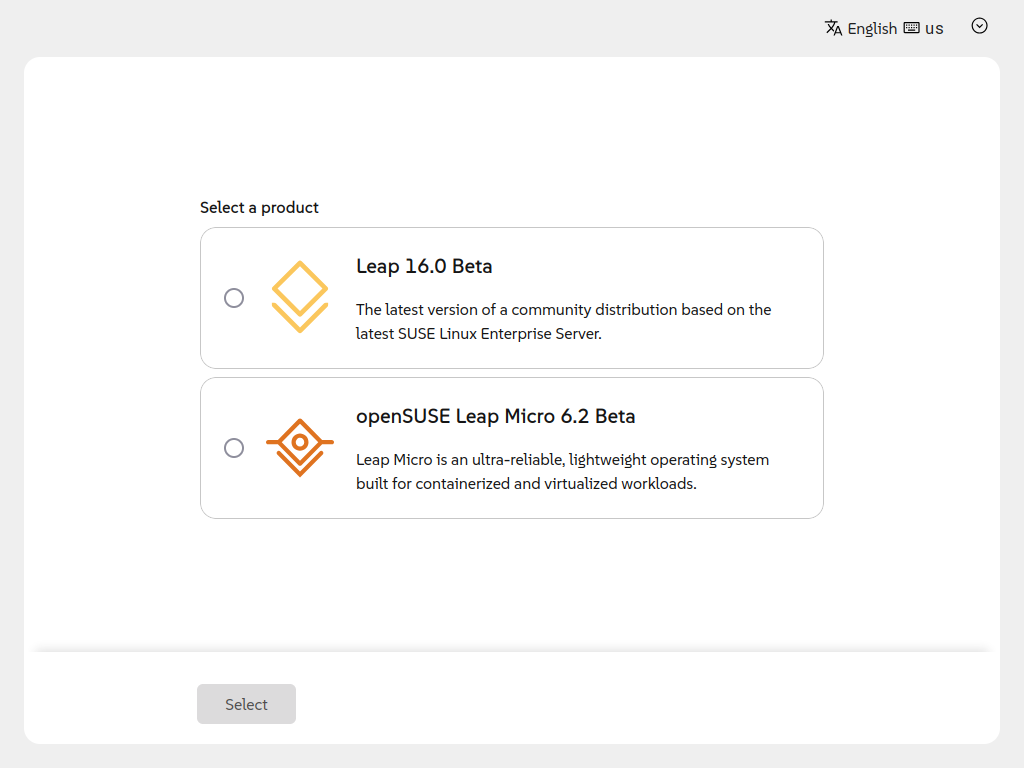 English us
Select a product
Leap 16.0 Beta
The latest version of a community distribution based on the
latest SUSE Linux Enterprise Server.
openSUSE Leap Micro 6.2 Beta
Leap Micro is an ultra-reliable, lightweight operating system
built for containerized and virtualized workloads.
Select